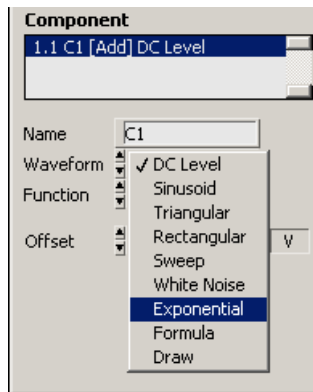 Component
1.1 C1 [Add] DC Level
Name C1
Waveform ✓ DC Level
Sinusoid
Function
Triangular
Offset Rectangular V
Sweep
White Noise
Exponential
Formula
Draw